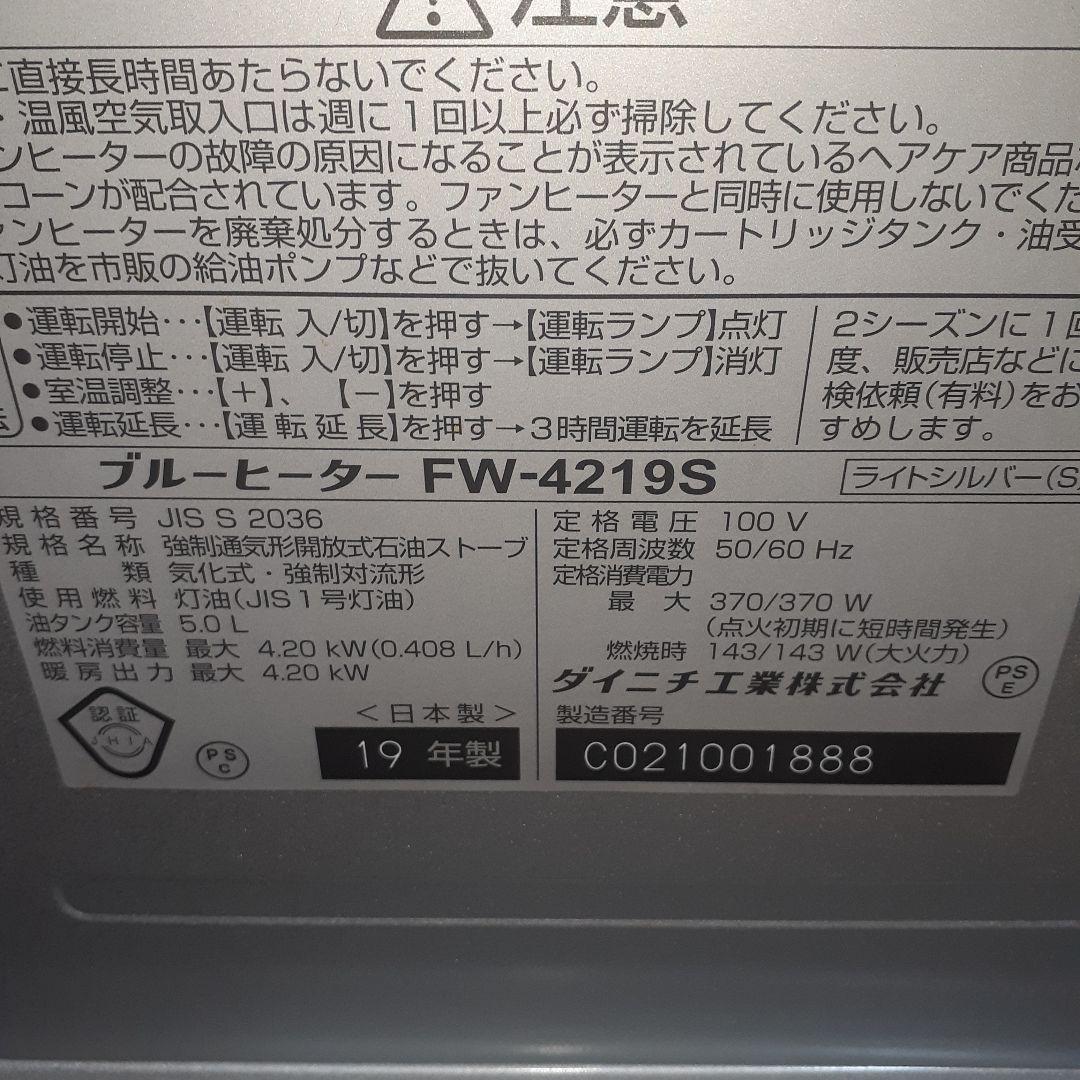 注意
に直接長時間あたらないでください。
・温風空気取入口は週に1回以上必ず掃除してください。
ンヒーターの故障の原因になることが表示されているヘアケア商品
コーンが配合されています。ファンヒーターと同時に使用しないでくだ
ァンヒーターを廃棄処分するときは、必ずカートリッジタンク・油受
灯油を市販の給油ポンプなどで抜いてください。
●運転開始･･･【運転 入/切】を押す→【運転ランプ】点灯
●運転停止･･･【運転 入/切】を押す→【運転ランプ】消灯
●室温調整･･･【+】、【−】を押す
●運転延長･･･【運転延長】を押す→3時間運転を延長
2シーズンに1回
度、販売店などに
検依頼(有料)をお
すめします。
ブルーヒーター FW-4219S
ライトシルバー(S)
規格番号 JIS S 2036
規格名称 強制通気形開放式石油ストーブ
種類 気化式・強制対流形
使用燃料 灯油(JIS1号灯油)
油タンク容量 5.0 L
燃料消費量 最大 4.20 kW(0.408 L/h)
暖房出力 最大 4.20 kW
定格電圧 100 V
定格周波数 50/60 Hz
定格消費電力
最大 370/370 W
(点火初期に短時間発生)
燃焼時 143/143 W(大火力)
ダイニチ工業株式会社
PS
E
認証
JHIA
PS
C
<日本製>
19 年製
製造番号
C021001888